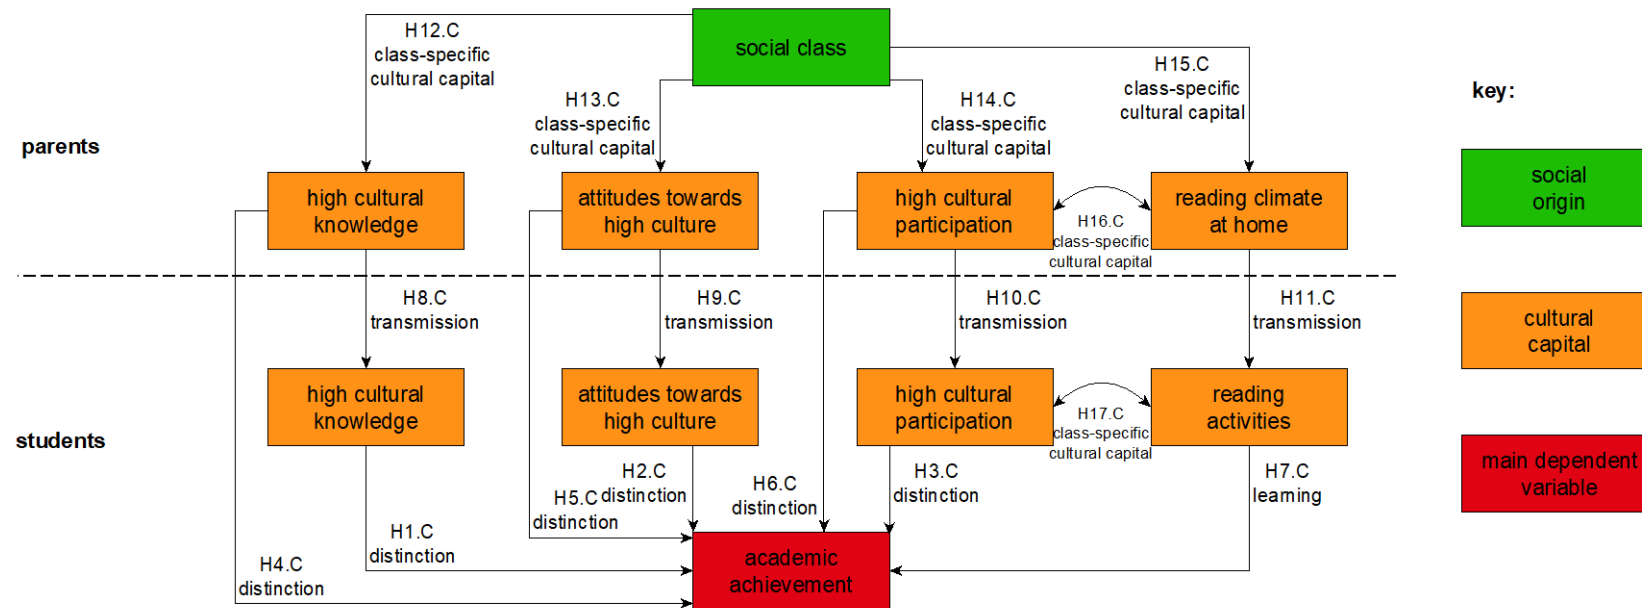 social class
H12.C
class-specific
cultural capital
H13.C
class-specific
cultural capital
H14.C
class-specific
cultural capital
H15.C
class-specific
cultural capital
key:
parents
high cultural
knowledge
attitudes towards
high culture
high cultural
participation
reading climate
at home
H16.C
class-specific
cultural capital
social
origin
H8.C
transmission
H9.C
transmission
H10.C
transmission
H11.C
transmission
cultural
capital
students
high cultural
knowledge
attitudes towards
high culture
high cultural
participation
reading
activities
H17.C
class-specific
cultural capital
main dependent
variable
H4.C
distinction
H1.C
distinction
H5.C
distinction
H2.C
distinction
H6.C
distinction
H3.C
distinction
H7.C
learning
academic
achievement